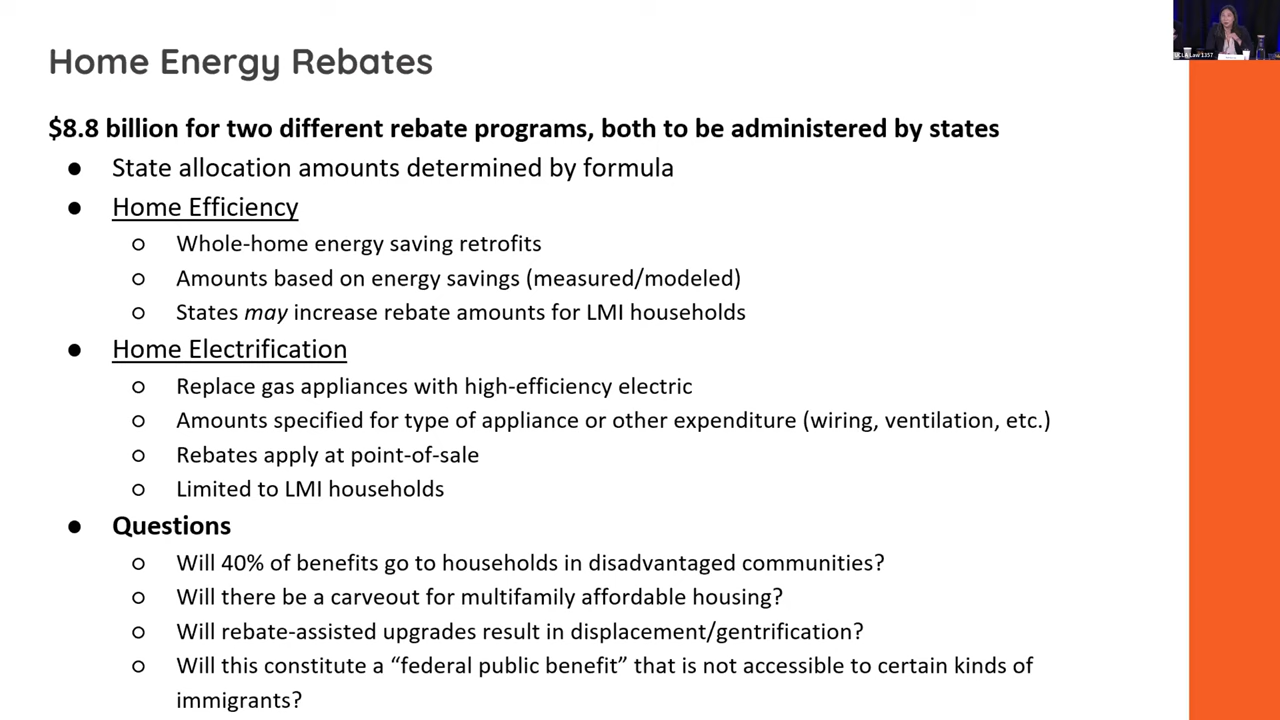 Home Energy Rebates
$8.8 billion for two different rebate programs, both to be administered by states
● State allocation amounts determined by formula
● Home Efficiency
○ Whole-home energy saving retrofits
○ Amounts based on energy savings (measured/modeled)
○ States may increase rebate amounts for LMI households
● Home Electrification
○ Replace gas appliances with high-efficiency electric
○ Amounts specified for type of appliance or other expenditure (wiring, ventilation, etc.)
○ Rebates apply at point-of-sale
○ Limited to LMI households
● Questions
○ Will 40% of benefits go to households in disadvantaged communities?
○ Will there be a carveout for multifamily affordable housing?
○ Will rebate-assisted upgrades result in displacement/gentrification?
○ Will this constitute a “federal public benefit” that is not accessible to certain kinds of
immigrants?
Law 1357